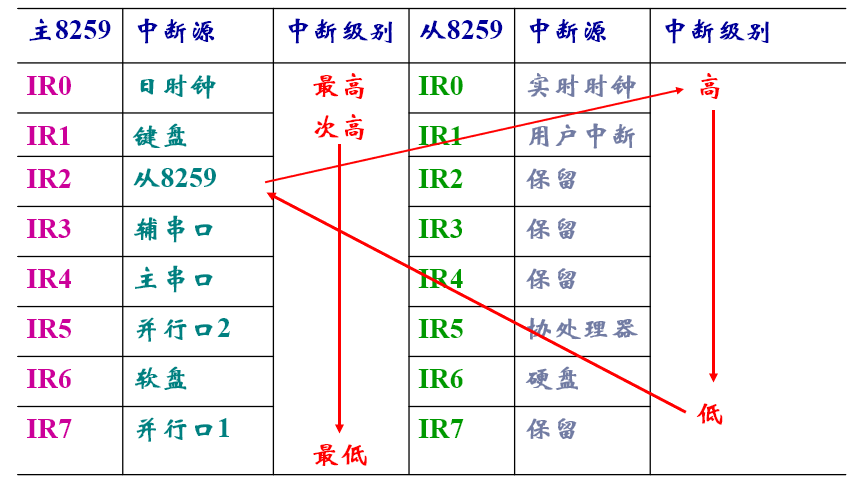 主8259 中断源 中断级别 从8259 中断源 中断级别
IR0 日时钟 最高 IR0 实时时钟 高
IR1 键盘 次高 IR1 用户中断
IR2 从8259 IR2 保留
IR3 辅串口 IR3 保留
IR4 主串口 IR4 保留
IR5 并行口2 IR5 协处理器
IR6 软盘 IR6 硬盘
IR7 并行口1 最低 IR7 保留 低